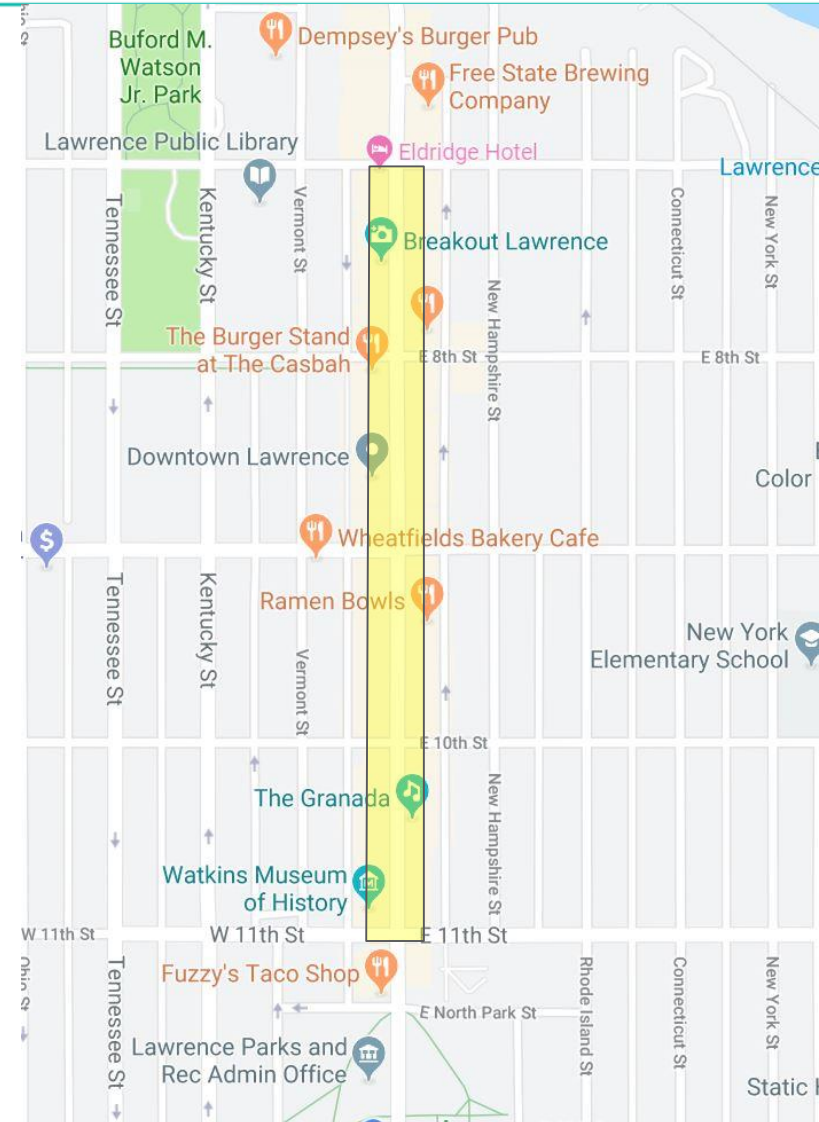 Buford M.
Watson
Jr. Park
Dempsey's Burger Pub
Free State Brewing
Company
Lawrence Public Library
Eldridge Hotel
Lawrence
Tennessee St
Kentucky St
Vermont St
Connecticut St
New York St
Breakout Lawrence
New Hampshire St
The Burger Stand
at The Casbah
E 8th St
E 8th St
Downtown Lawrence
Color
$
Wheatfields Bakery Cafe
Ramen Bowls
Tennessee St
Kentucky St
Vermont St
New York
Elementary School
E 10th St
The Granada
New Hampshire St
Watkins Museum
of History
W 11th St
W 11th St
E 11th St
Fuzzy's Taco Shop
Ohio St
Tennessee St
Rhode Island St
Connecticut St
New York St
E North Park St
Lawrence Parks and
Rec Admin Office
Static